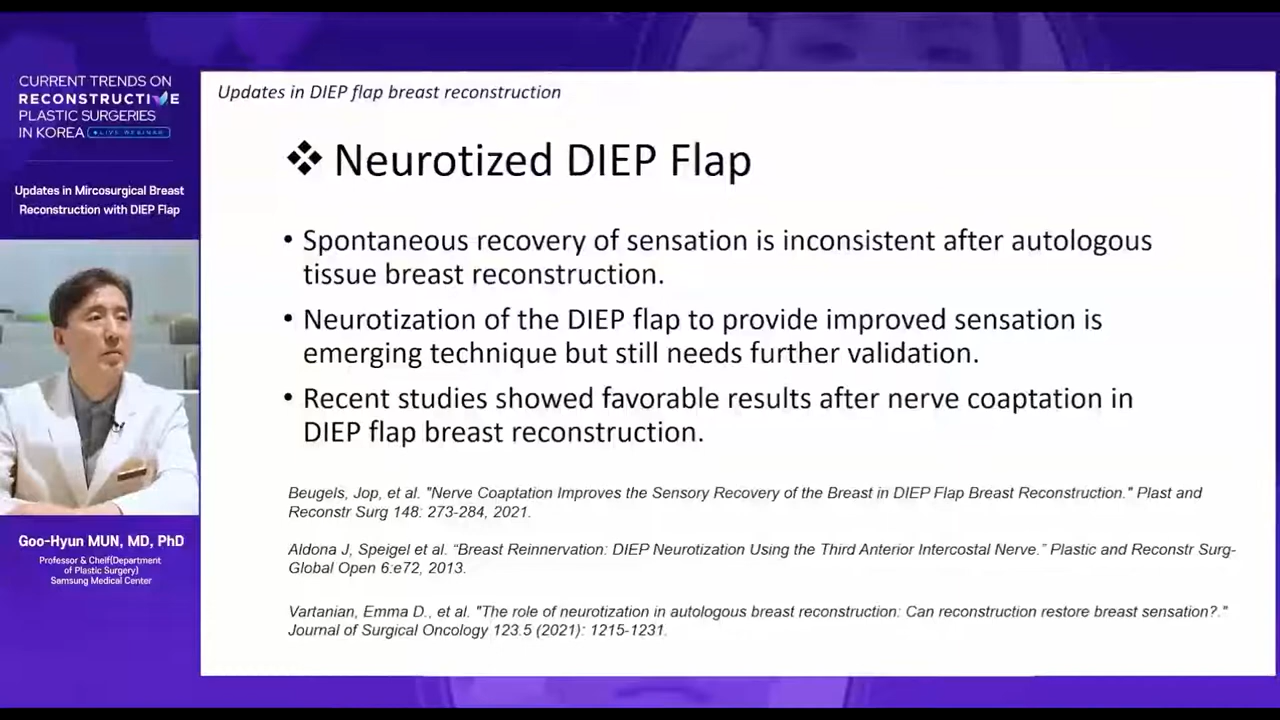 CURRENT TRENDS ON
RECONSTRUCTIVE
PLASTIC SURGERIES
IN KOREA
LIVE WEBINAR
Updates in Mircosurgical Breast
Reconstruction with DIEP Flap
Goo-Hyun MUN, MD, PhD
Professor & Cheif(Department
of Plastic Surgery)
Samsung Medical Center
Updates in DIEP flap breast reconstruction
❖ Neurotized DIEP Flap
• Spontaneous recovery of sensation is inconsistent after autologous
tissue breast reconstruction.
• Neurotization of the DIEP flap to provide improved sensation is
emerging technique but still needs further validation.
• Recent studies showed favorable results after nerve coaptation in
DIEP flap breast reconstruction.
Beugels, Jop, et al. "Nerve Coaptation Improves the Sensory Recovery of the Breast in DIEP Flap Breast Reconstruction." Plast and
Reconstr Surg 148: 273-284, 2021.
Aldona J, Speigel et al. “Breast Reinnervation: DIEP Neurotization Using the Third Anterior Intercostal Nerve.” Plastic and Reconstr Surg-
Global Open 6:e72, 2013.
Vartanian, Emma D., et al. "The role of neurotization in autologous breast reconstruction: Can reconstruction restore breast sensation?."
Journal of Surgical Oncology 123.5 (2021): 1215-1231.